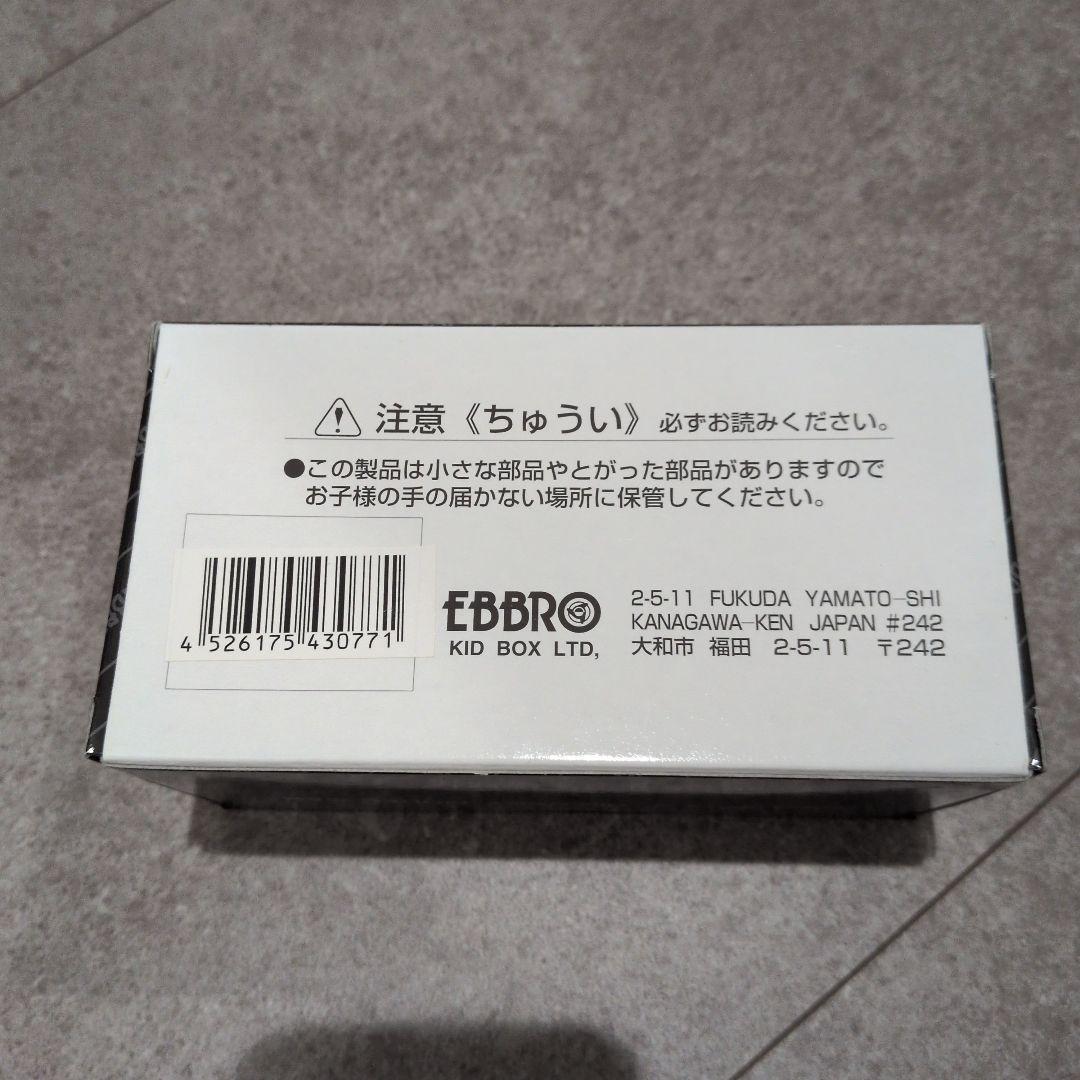 注意《ちゅうい》 必ずお読みください。
●この製品は小さな部品やとがった部品がありますので
お子様の手の届かない場所に保管してください。
4 526175 430771
EBBRO
KID BOX LTD,
2-5-11 FUKUDA YAMATO-SHI
KANAGAWA-KEN JAPAN #242
大和市 福田 2-5-11 〒242